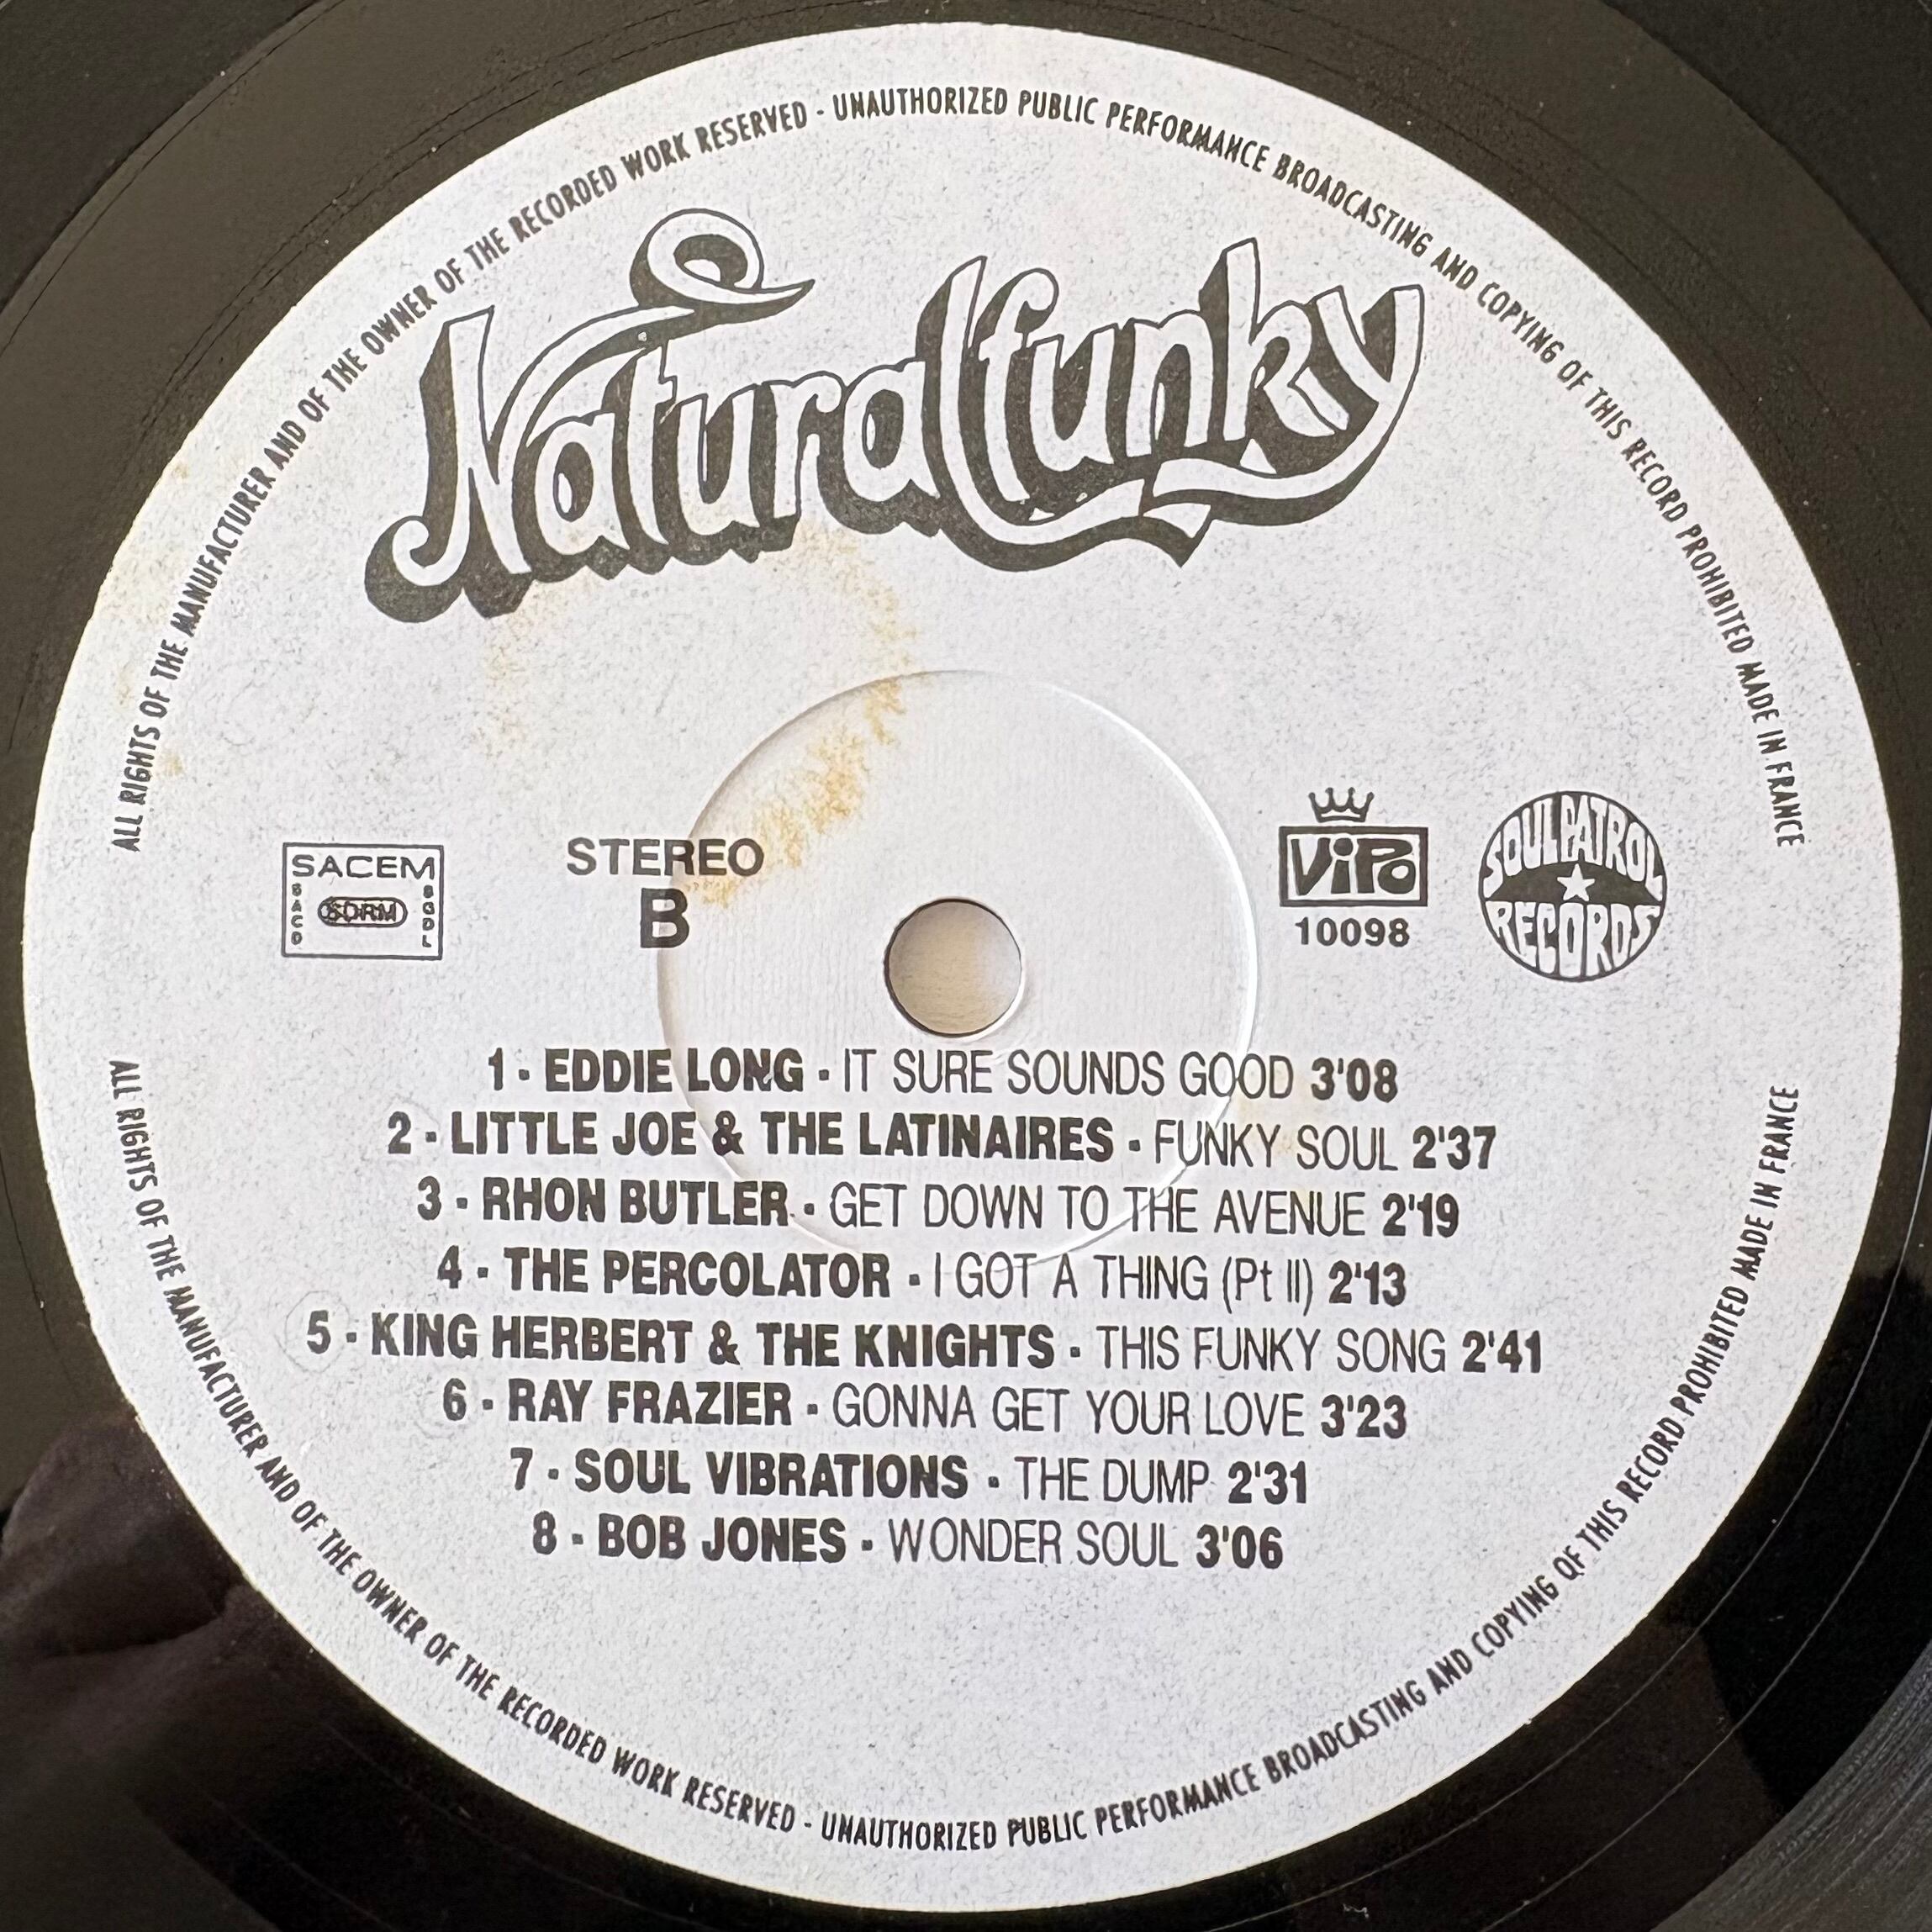 ALL RIGHTS OF THE MANUFACTURER AND OF THE OWNER OF THE RECORDED WORK RESERVED - UNAUTHORIZED PUBLIC PERFORMANCE BROADCASTING AND COPYING OF THIS RECORD PROHIBITED MADE IN FRANCE
Natural funky
SACEM
SACD
SDRM
SGDL
STEREO
B
ViPo
10098
SOUL PATROL
RECORDS
1 - EDDIE LONG - IT SURE SOUNDS GOOD 3'08
2 - LITTLE JOE & THE LATINAIRES - FUNKY SOUL 2'37
3 - RHON BUTLER - GET DOWN TO THE AVENUE 2'19
4 - THE PERCOLATOR - I GOT A THING (Pt II) 2'13
5 - KING HERBERT & THE KNIGHTS - THIS FUNKY SONG 2'41
6 - RAY FRAZIER - GONNA GET YOUR LOVE 3'23
7 - SOUL VIBRATIONS - THE DUMP 2'31
8 - BOB JONES - WONDER SOUL 3'06
ALL RIGHTS OF THE MANUFACTURER AND OF THE OWNER OF THE RECORDED WORK RESERVED - UNAUTHORIZED PUBLIC PERFORMANCE BROADCASTING AND COPYING OF THIS RECORD PROHIBITED MADE IN FRANCE